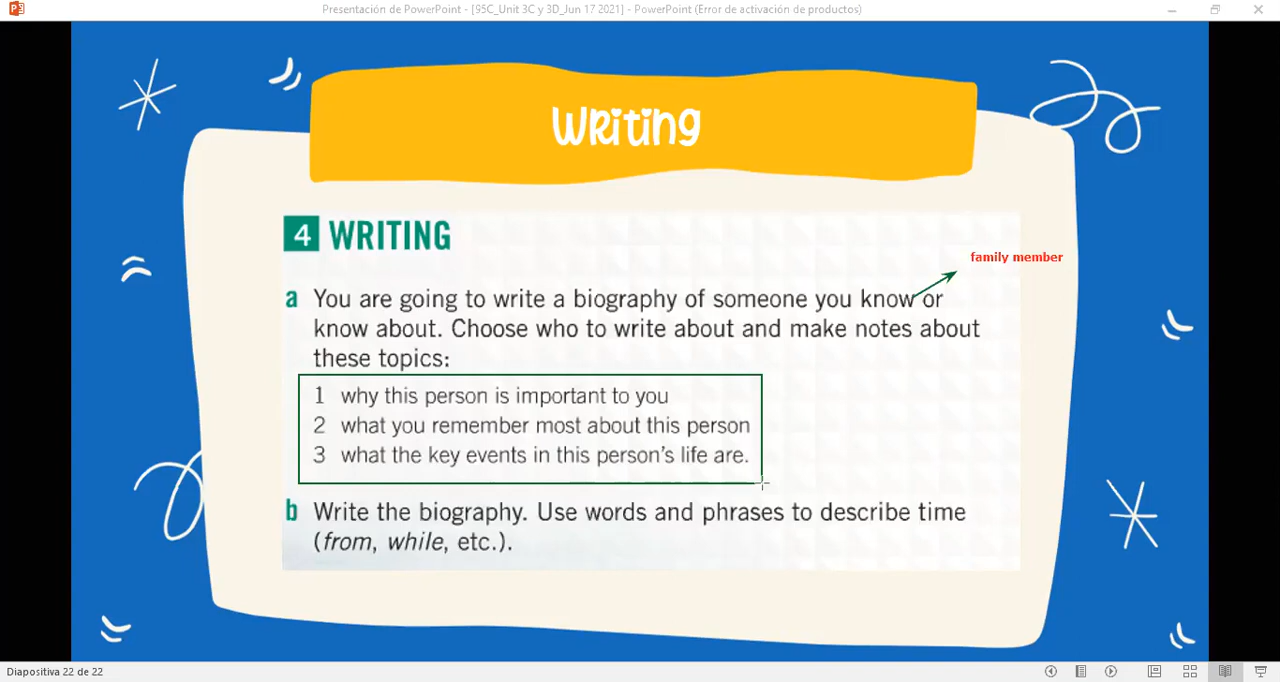 Presentación de PowerPoint - [95C_Unit 3C y 3D_Jun 17 2021] - PowerPoint (Error de activación de productos)
Writing
4 WRITING
family member
a You are going to write a biography of someone you know or
know about. Choose who to write about and make notes about
these topics:
1 why this person is important to you
2 what you remember most about this person
3 what the key events in this person's life are.
b Write the biography. Use words and phrases to describe time
(from, while, etc.).
Diapositiva 22 de 22